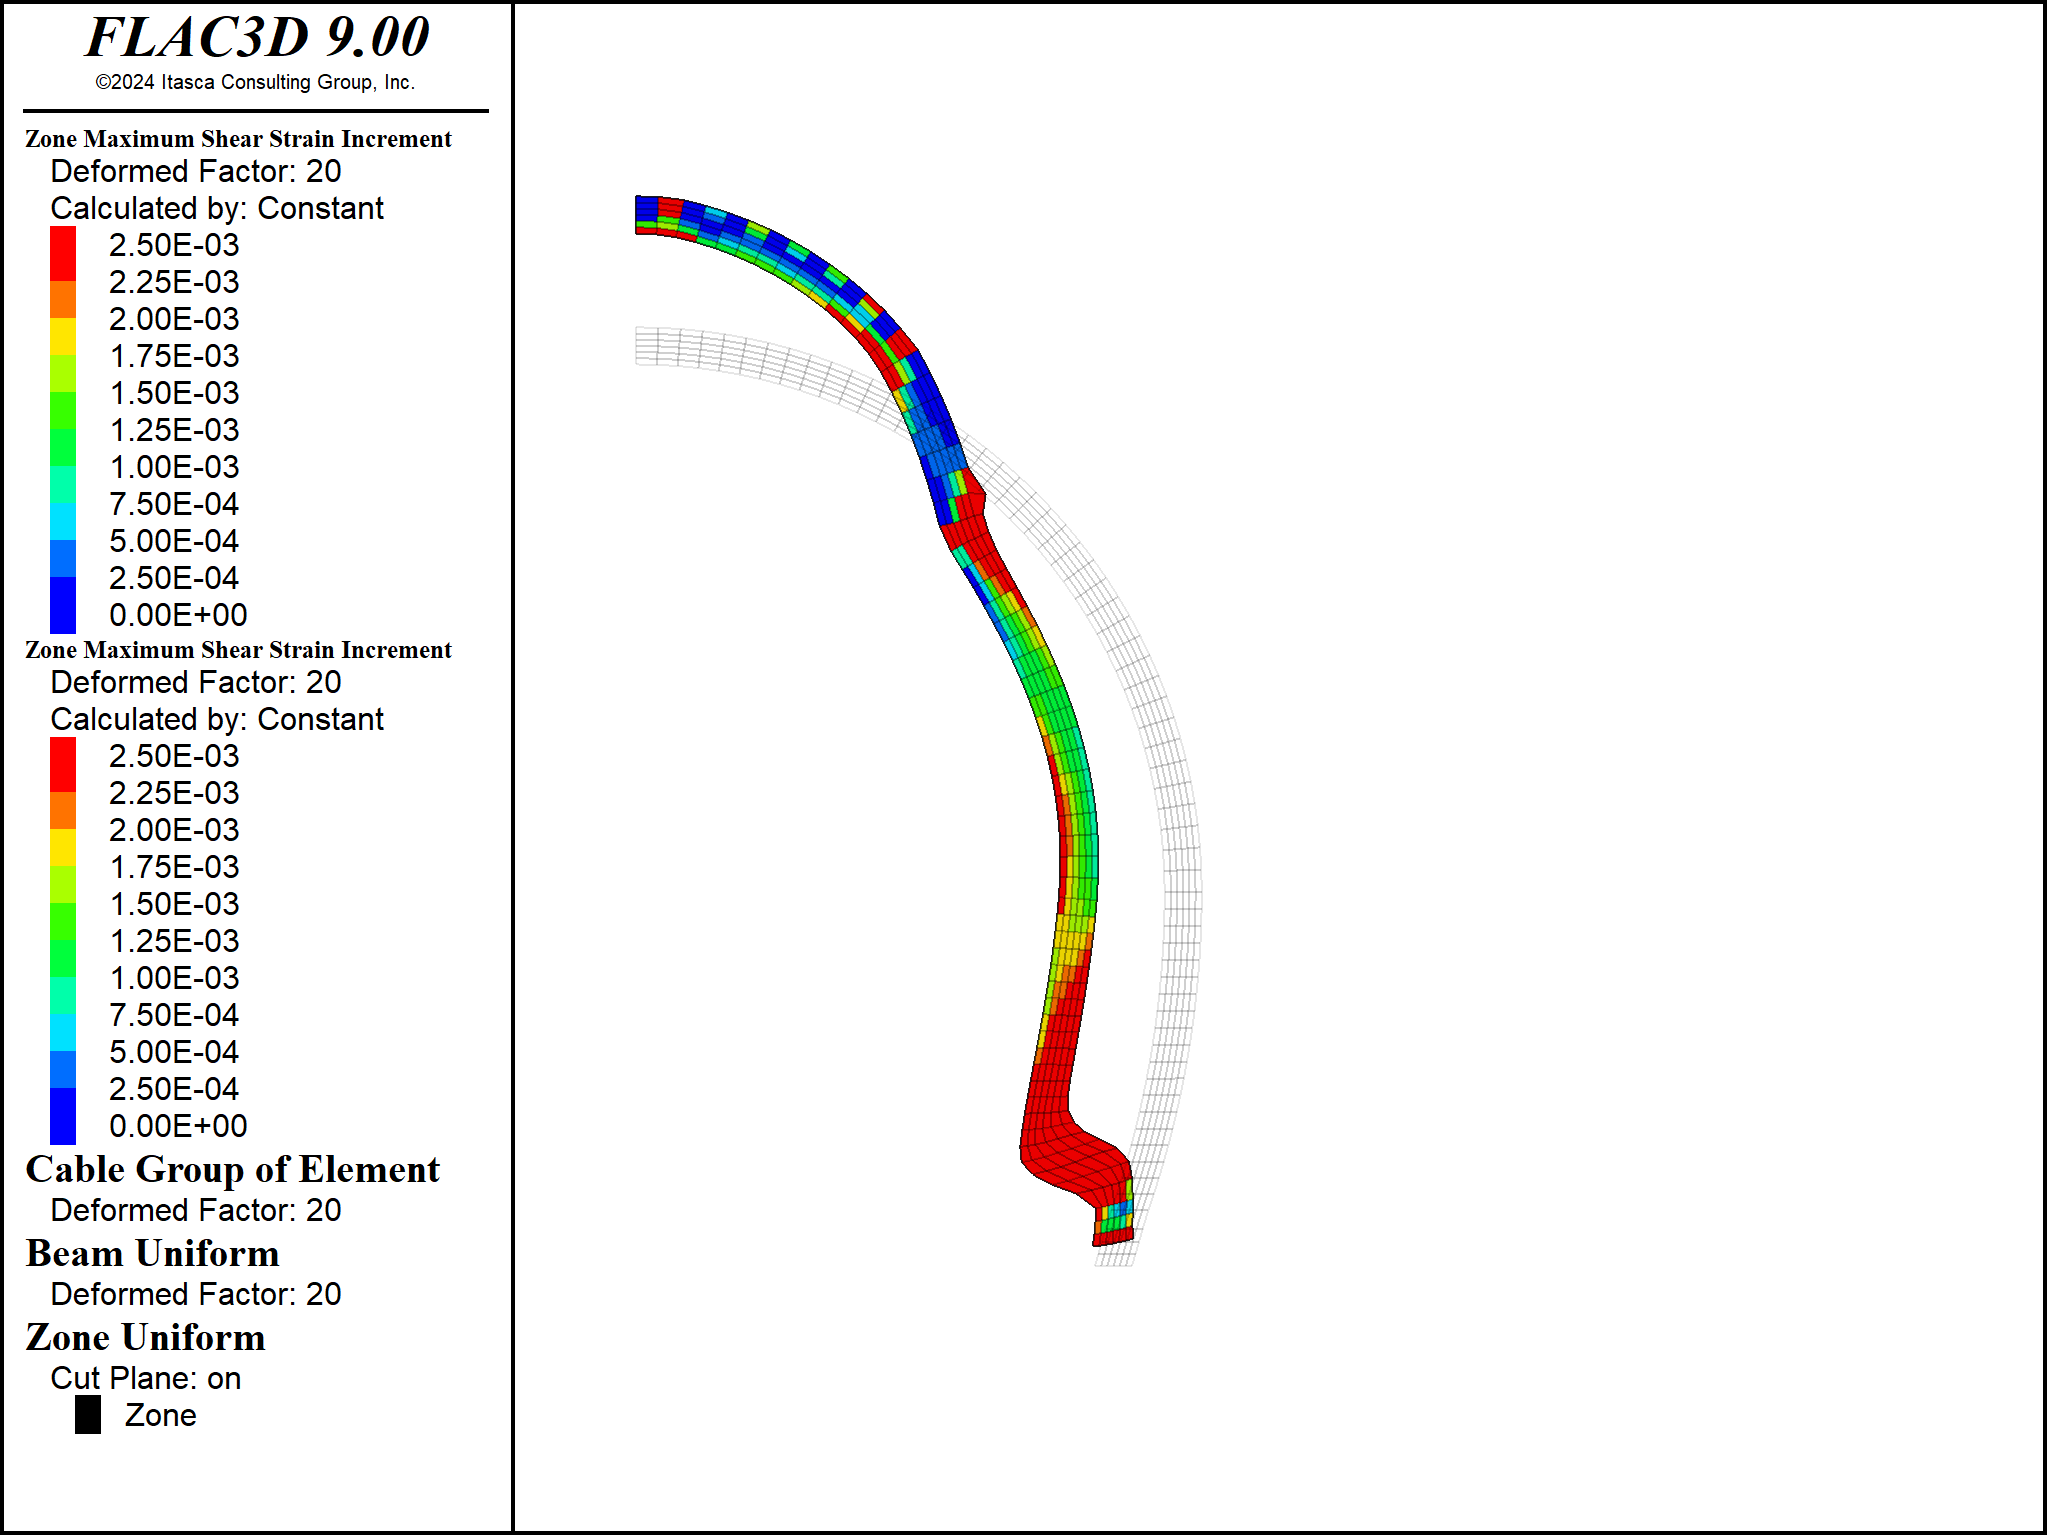 FLAC3D 9.00
©2024 Itasca Consulting Group, Inc.
Zone Maximum Shear Strain Increment
Deformed Factor: 20
Calculated by: Constant
2.50E-03
2.25E-03
2.00E-03
1.75E-03
1.50E-03
1.25E-03
1.00E-03
7.50E-04
5.00E-04
2.50E-04
0.00E+00
Zone Maximum Shear Strain Increment
Deformed Factor: 20
Calculated by: Constant
2.50E-03
2.25E-03
2.00E-03
1.75E-03
1.50E-03
1.25E-03
1.00E-03
7.50E-04
5.00E-04
2.50E-04
0.00E+00
Cable Group of Element
Deformed Factor: 20
Beam Uniform
Deformed Factor: 20
Zone Uniform
Cut Plane: on
Zone